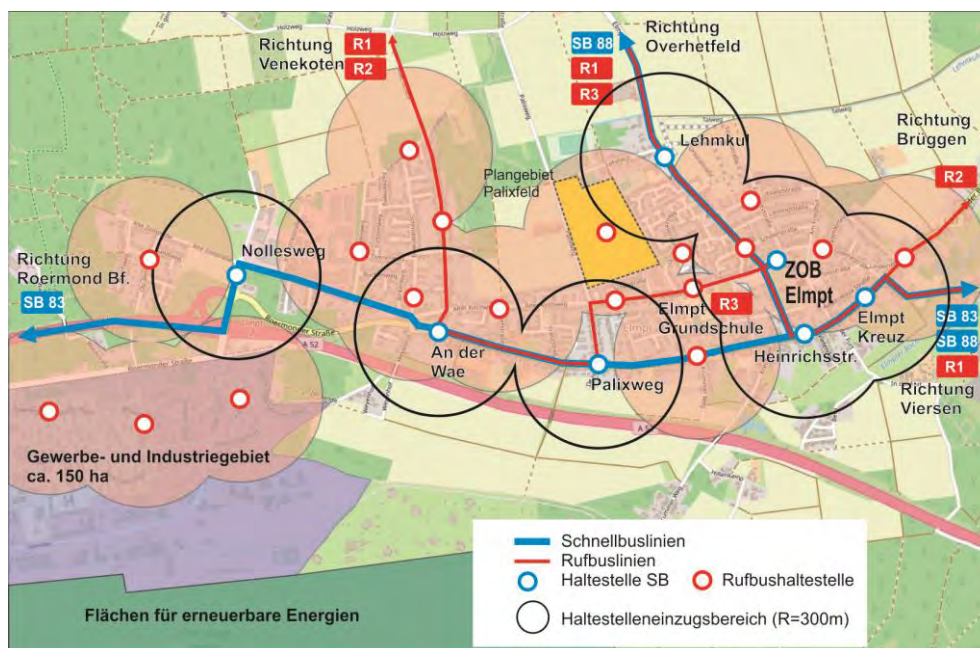 Richtung
Venekoten
R1
R2
SB 88
R1
R3
Richtung
Overhetfeld
Lehmkul
Richtung
Brüggen
R2
Plangebiet
Palixfeld
Nollesweg
Richtung
Roermond Bf.
SB 83
ZOB
Elmpt
Elmpt
Grundschule
R3
Elmpt
Kreuz
An der
Wae
Palixweg
Heinrichsstr.
SB 83
SB 88
R1
Richtung
Viersen
Roermonder Straße
A 52
Gewerbe- und Industriegebiet
ca. 150 ha
Flächen für erneuerbare Energien
Schnellbuslinien
Rufbuslinien
Haltestelle SB
Rufbushaltestelle
Haltestelleneinzugsbereich (R=300m)